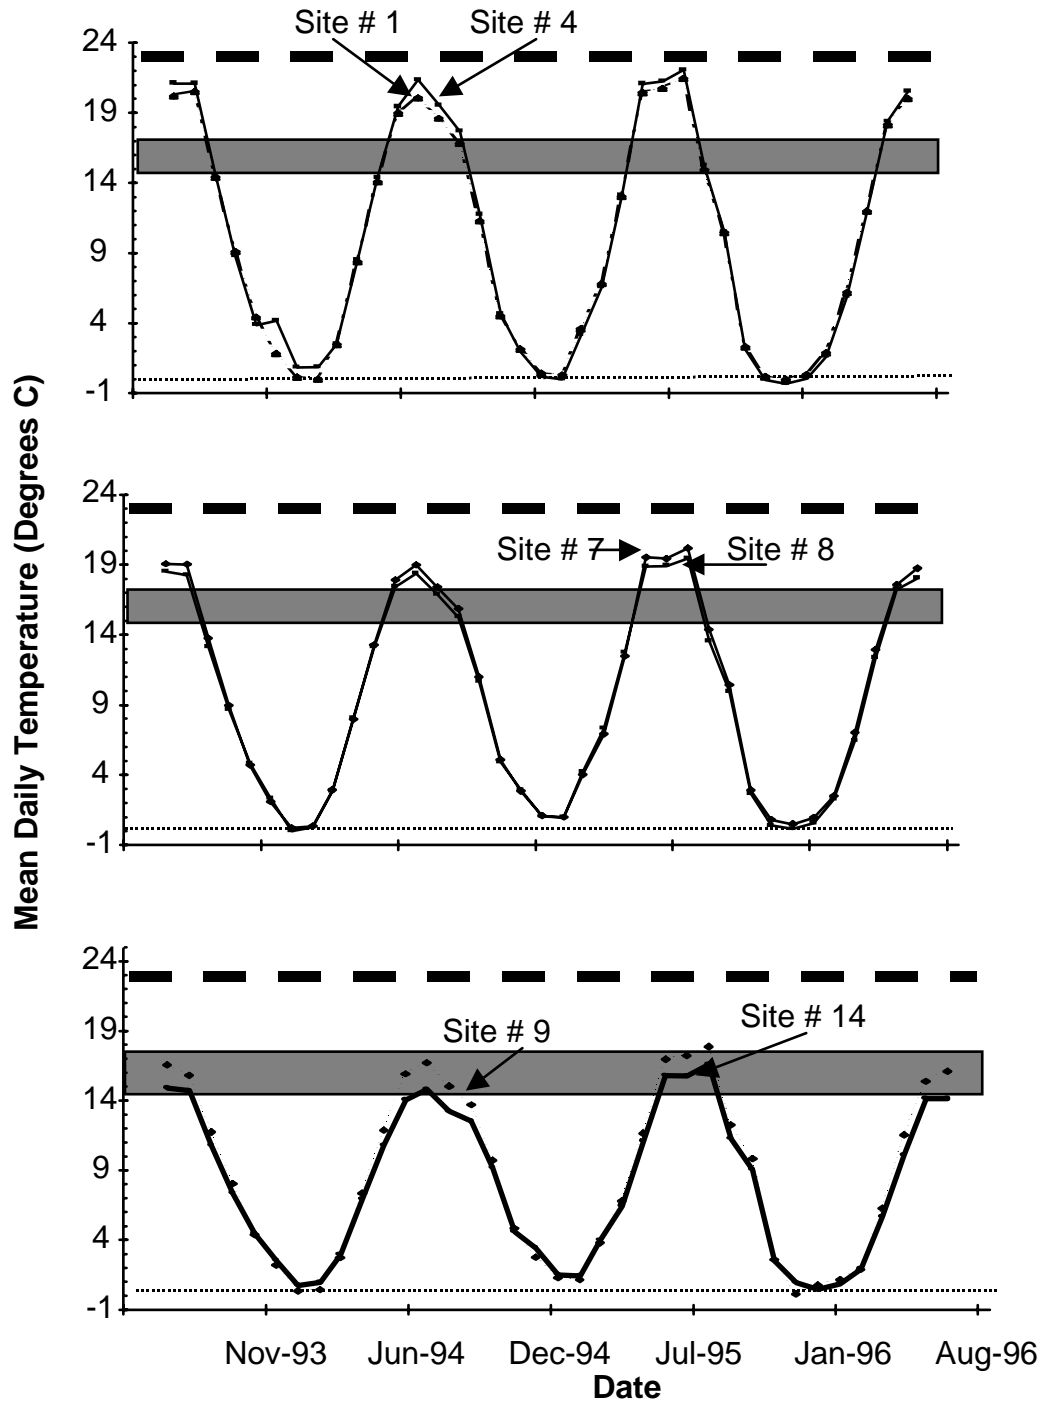 Site # 1 Site # 4
24
19
14
9
4
-1
Mean Daily Temperature (Degrees C)
24
19
14
9
4
-1
Site # 7 Site # 8
24
19
14
9
4
-1
Site # 9
Site # 14
Nov-93 Jun-94 Dec-94 Jul-95 Jan-96 Aug-96
Date